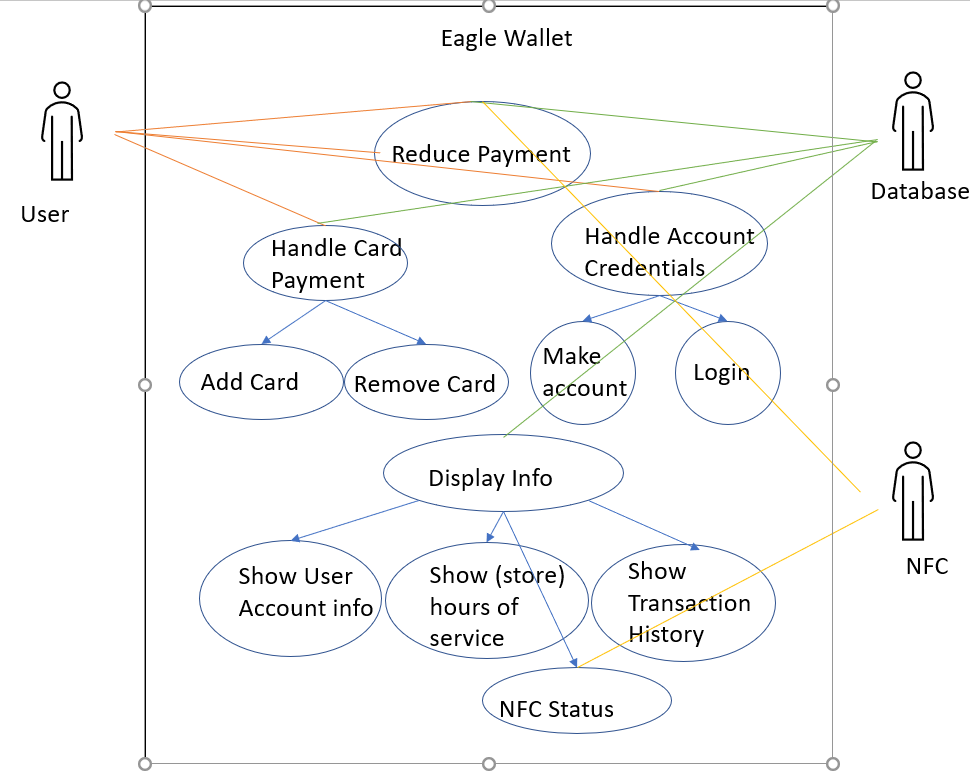 Eagle Wallet
Reduce Payment
Database
User
Handle Card
Payment
Handle Account
Credentials
Add Card
Remove Card
Make
account
Login
Display Info
Show User
Account info
Show (store)
hours of
service
Show
Transaction
History
NFC
NFC Status